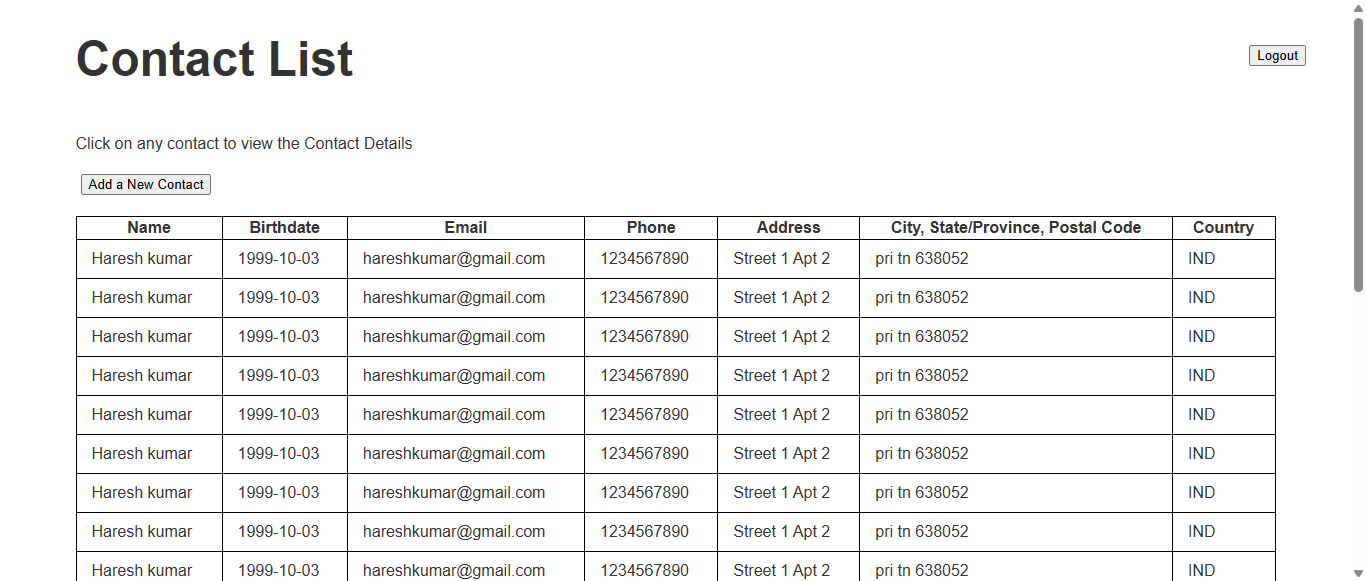 Contact List
Logout
Click on any contact to view the Contact Details
Add a New Contact
Name Birthdate Email Phone Address City, State/Province, Postal Code Country
Haresh kumar 1999-10-03 hareshkumar@gmail.com 1234567890 Street 1 Apt 2 pri tn 638052 IND
Haresh kumar 1999-10-03 hareshkumar@gmail.com 1234567890 Street 1 Apt 2 pri tn 638052 IND
Haresh kumar 1999-10-03 hareshkumar@gmail.com 1234567890 Street 1 Apt 2 pri tn 638052 IND
Haresh kumar 1999-10-03 hareshkumar@gmail.com 1234567890 Street 1 Apt 2 pri tn 638052 IND
Haresh kumar 1999-10-03 hareshkumar@gmail.com 1234567890 Street 1 Apt 2 pri tn 638052 IND
Haresh kumar 1999-10-03 hareshkumar@gmail.com 1234567890 Street 1 Apt 2 pri tn 638052 IND
Haresh kumar 1999-10-03 hareshkumar@gmail.com 1234567890 Street 1 Apt 2 pri tn 638052 IND
Haresh kumar 1999-10-03 hareshkumar@gmail.com 1234567890 Street 1 Apt 2 pri tn 638052 IND
Haresh kumar 1999-10-03 hareshkumar@gmail.com 1234567890 Street 1 Apt 2 pri tn 638052 IND